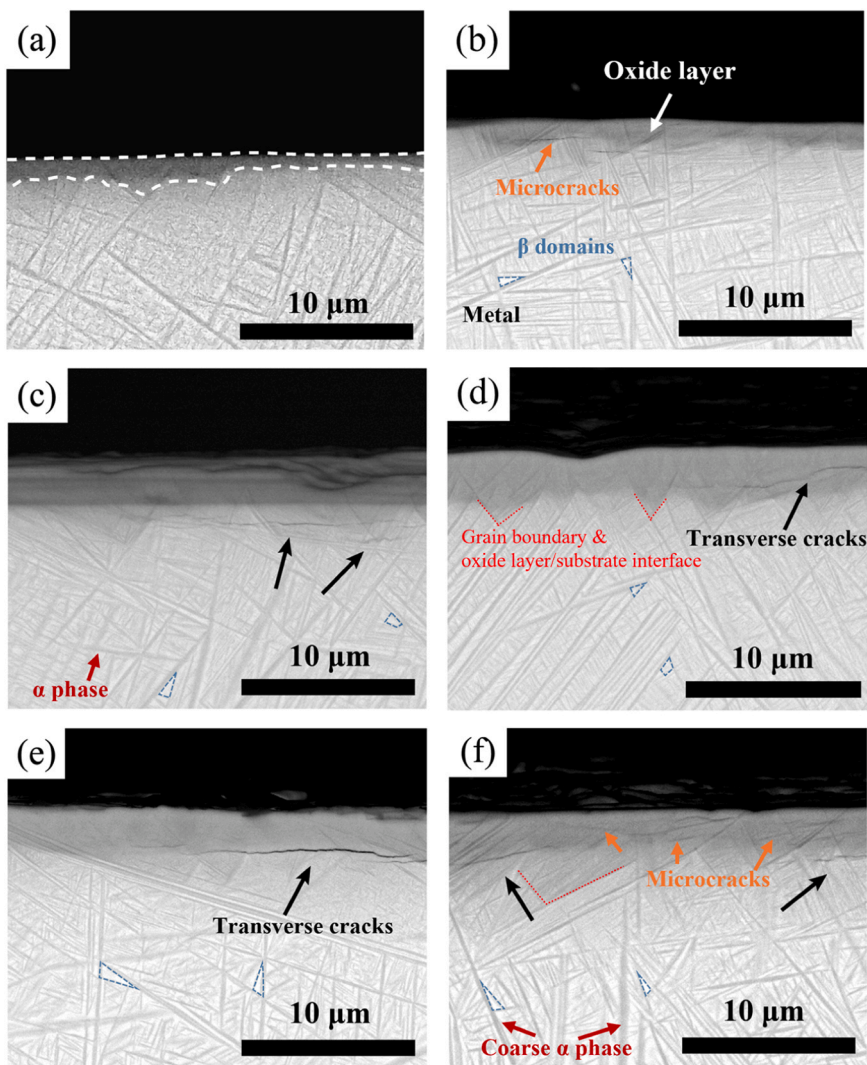 (a)
10 μm
(b)
Oxide layer
Microcracks
β domains
10 μm
Metal
(c)
α phase
10 μm
(d)
Grain boundary &
oxide layer/substrate interface
Transverse cracks
10 μm
(e)
Transverse cracks
10 μm
(f)
Microcracks
10 μm
Coarse α phase